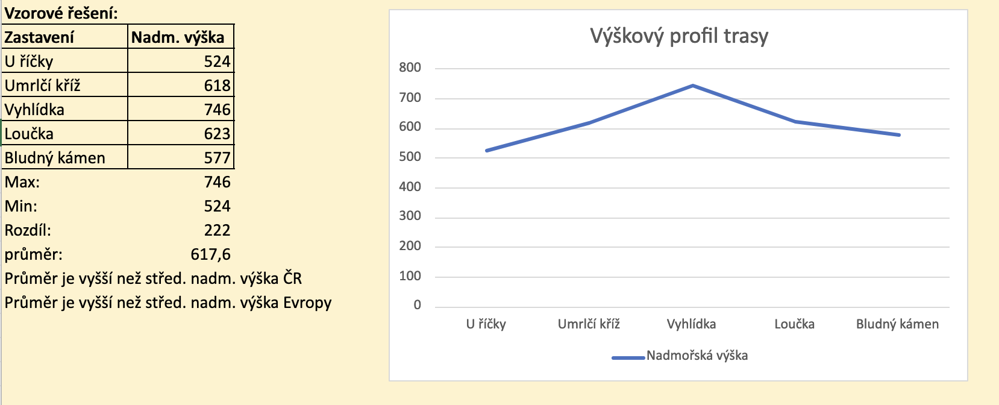 Vzorové řešení:
Zastavení Nadm. výška
U říčky 524
Umrlčí kříž 618
Vyhlídka 746
Loučka 623
Bludný kámen 577
Max: 746
Min: 524
Rozdíl: 222
průměr: 617,6
Průměr je vyšší než střed. nadm. výška ČR
Průměr je vyšší než střed. nadm. výška Evropy
Výškový profil trasy
800
700
600
500
400
300
200
100
0
U říčky Umrlčí kříž Vyhlídka Loučka Bludný kámen
Nadmořská výška